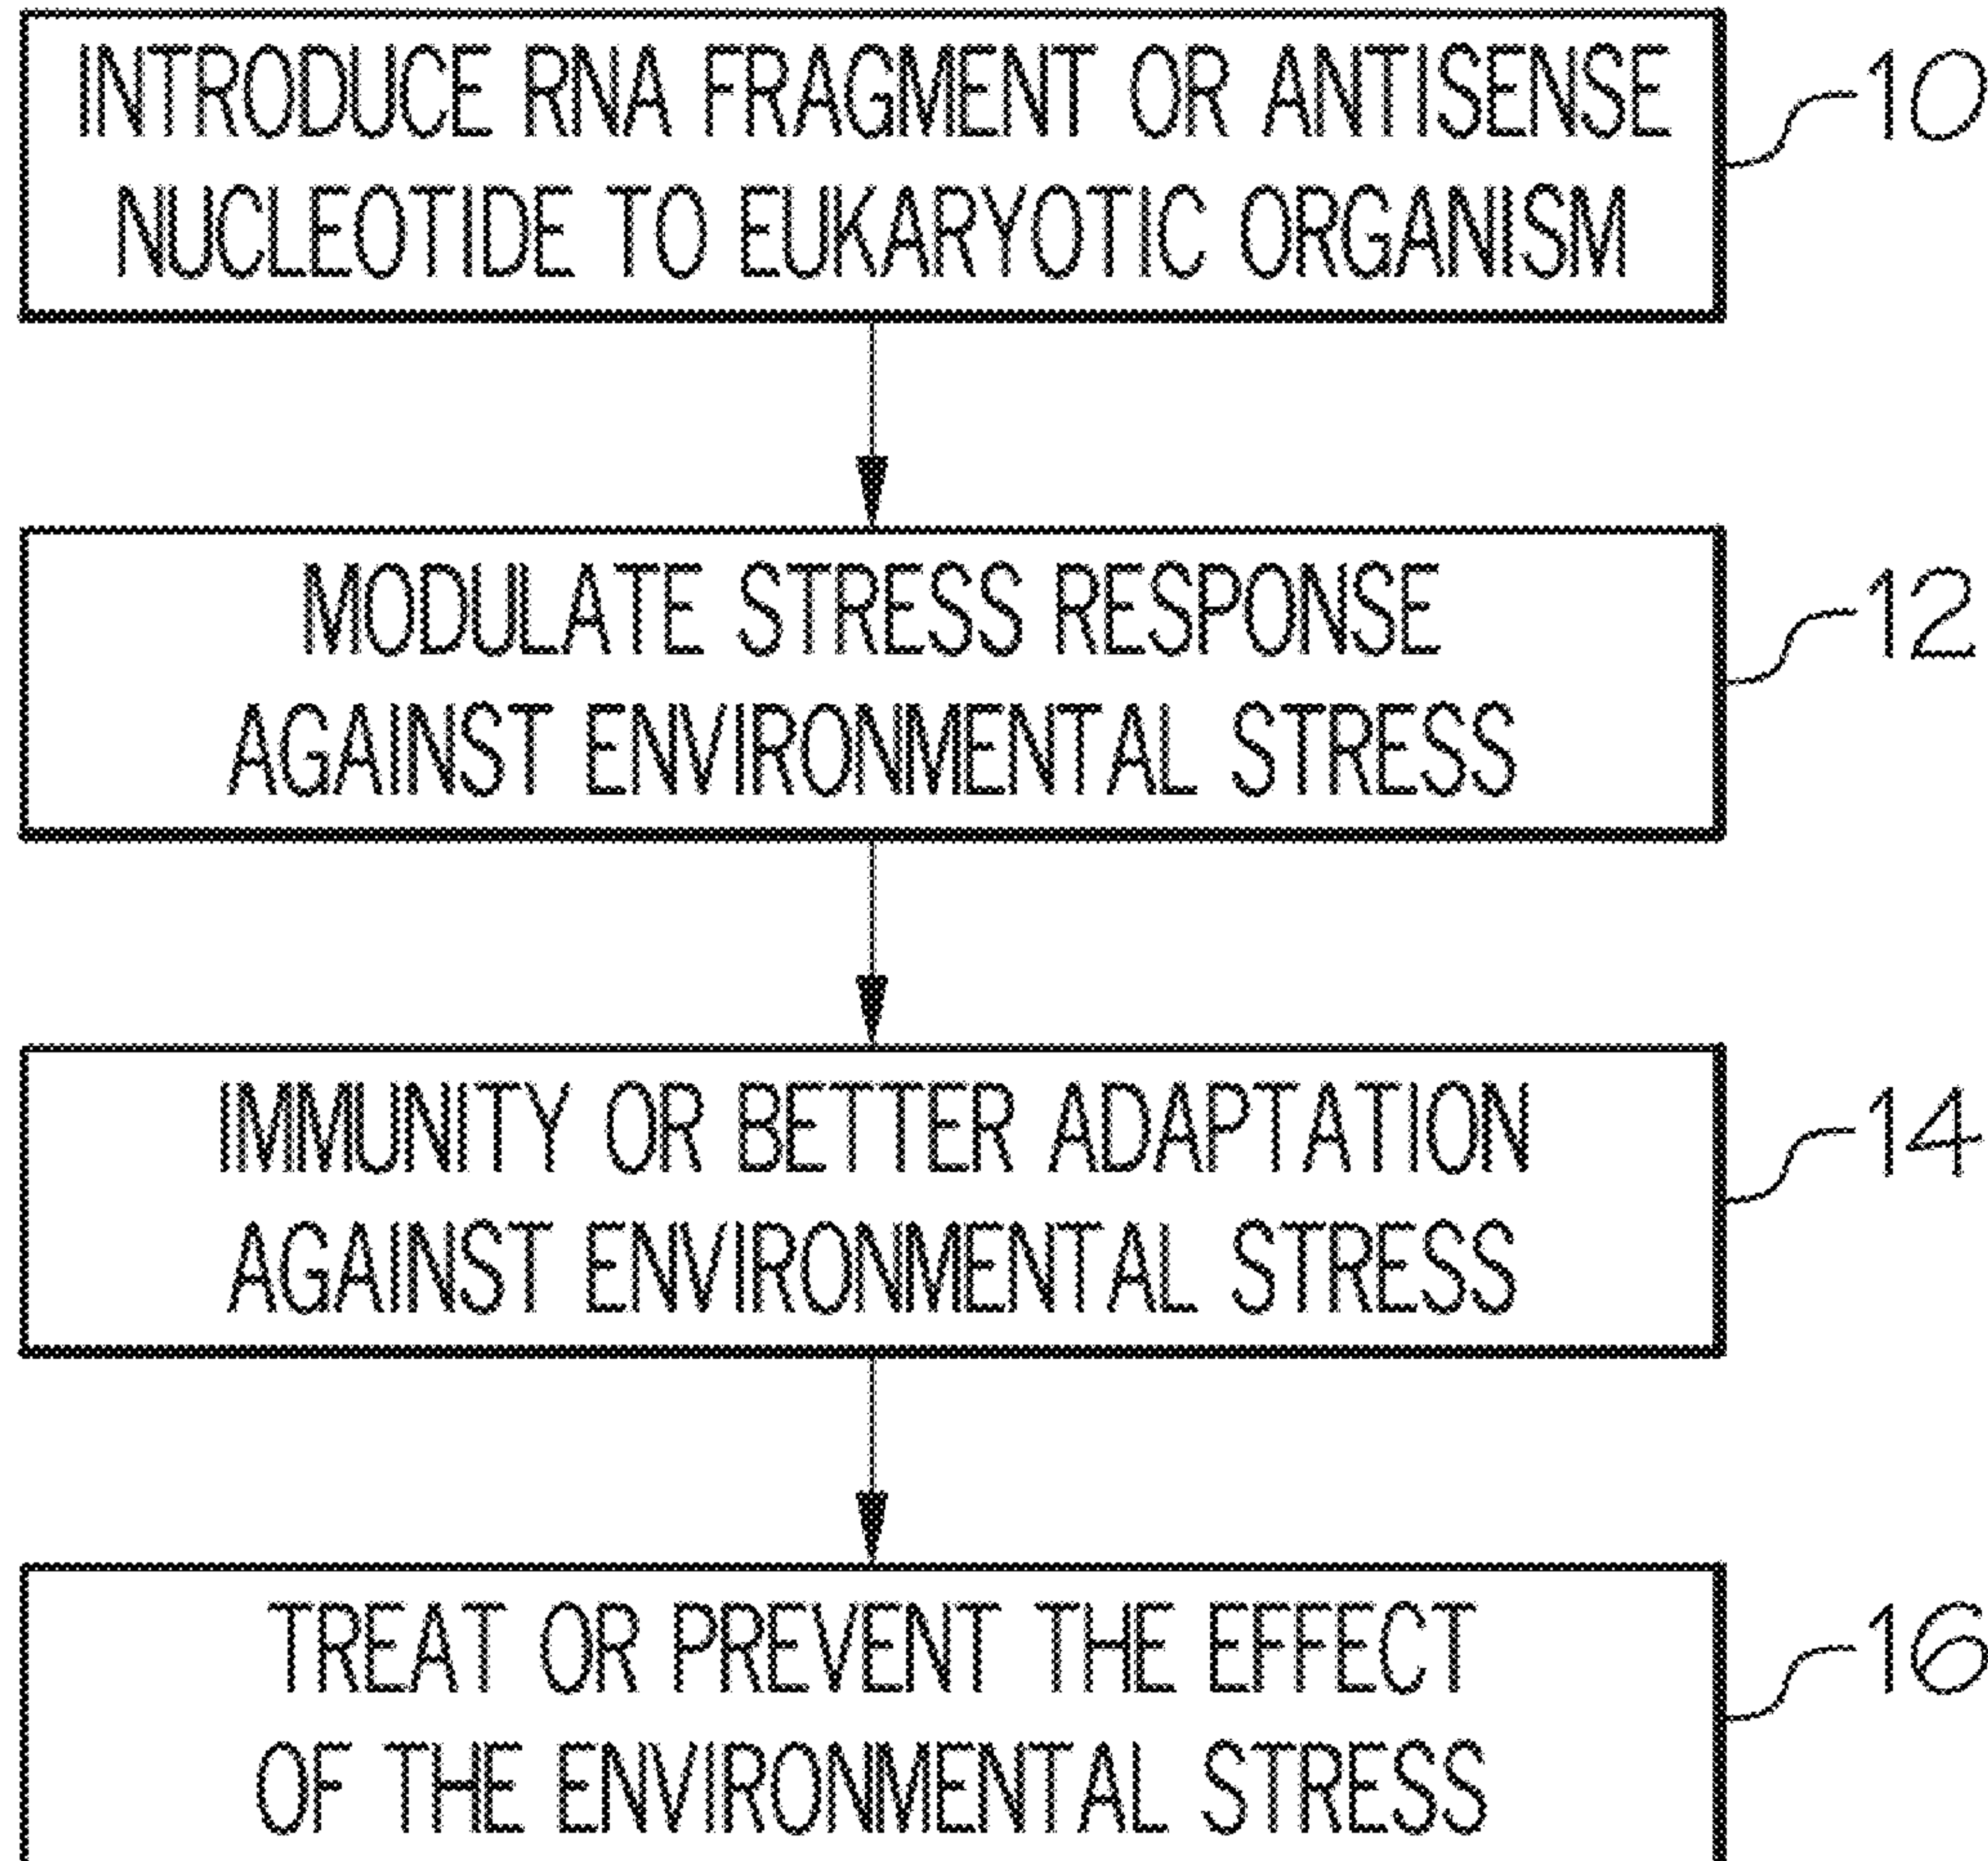 INTRODUCE RNA FRAGMENT OR ANTISENSE
NUCLEOTIDE TO EUKARYOTIC ORGANISM
10
MODULATE STRESS RESPONSE
AGAINST ENVIRONMENTAL STRESS
12
IMMUNITY OR BETTER ADAPTATION
AGAINST ENVIRONMENTAL STRESS
14
TREAT OR PREVENT THE EFFECT
OF THE ENVIRONMENTAL STRESS
16